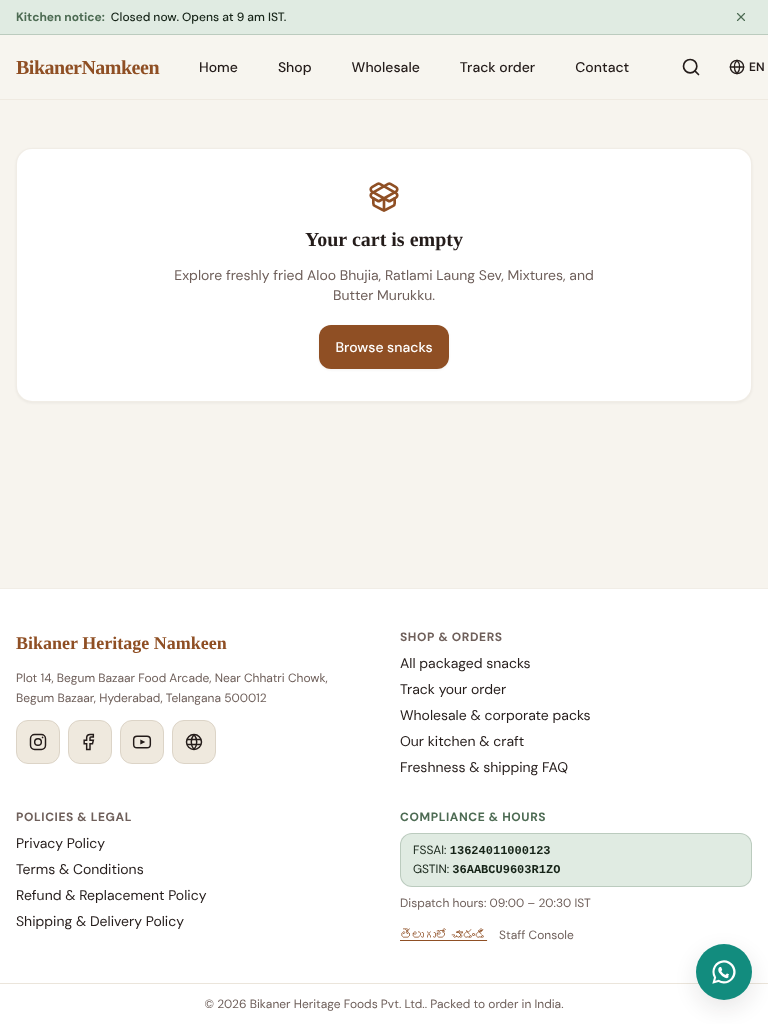 Kitchen notice: Closed now. Opens at 9 am IST.
BikanerNamkeen Home Shop Wholesale Track order Contact EN
Your cart is empty
Explore freshly fried Aloo Bhujia, Ratlami Laung Sev, Mixtures, and
Butter Murukku.
Browse snacks
Bikaner Heritage Namkeen
Plot 14, Begum Bazaar Food Arcade, Near Chhatri Chowk,
Begum Bazaar, Hyderabad, Telangana 500012
SHOP & ORDERS
All packaged snacks
Track your order
Wholesale & corporate packs
Our kitchen & craft
Freshness & shipping FAQ
POLICIES & LEGAL
Privacy Policy
Terms & Conditions
Refund & Replacement Policy
Shipping & Delivery Policy
COMPLIANCE & HOURS
FSSAI: 13624011000123
GSTIN: 36AABCU9603R1ZO
Dispatch hours: 09:00 – 20:30 IST
తెలుగులో చూడండి Staff Console
© 2026 Bikaner Heritage Foods Pvt. Ltd.. Packed to order in India.